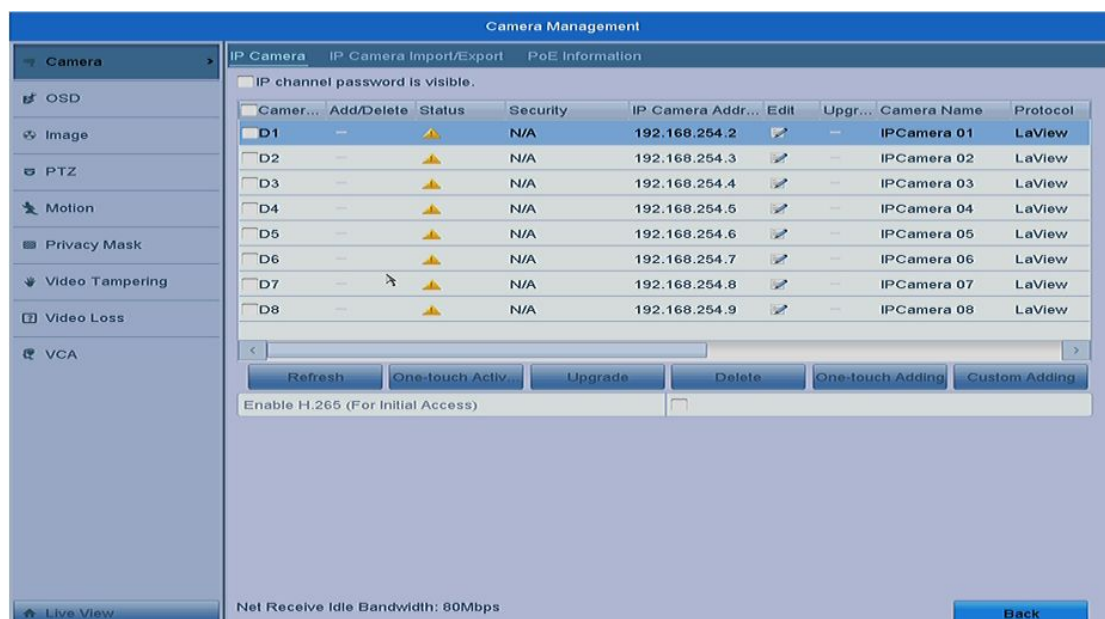 Camera Management
Camera
OSD
Image
PTZ
Motion
Privacy Mask
Video Tampering
Video Loss
VCA
Live View
IP Camera IP Camera Import/Export PoE Information
IP channel password is visible.
Camer... Add/Delete Status Security IP Camera Addr... Edit Upgr... Camera Name Protocol
D1 — N/A 192.168.254.2 — IPCamera 01 LaView
D2 — N/A 192.168.254.3 — IPCamera 02 LaView
D3 — N/A 192.168.254.4 — IPCamera 03 LaView
D4 — N/A 192.168.254.5 — IPCamera 04 LaView
D5 — N/A 192.168.254.6 — IPCamera 05 LaView
D6 — N/A 192.168.254.7 — IPCamera 06 LaView
D7 — N/A 192.168.254.8 — IPCamera 07 LaView
D8 — N/A 192.168.254.9 — IPCamera 08 LaView
Refresh One-touch Activ... Upgrade Delete One-touch Adding Custom Adding
Enable H.265 (For Initial Access)
Net Receive Idle Bandwidth: 80Mbps
Back